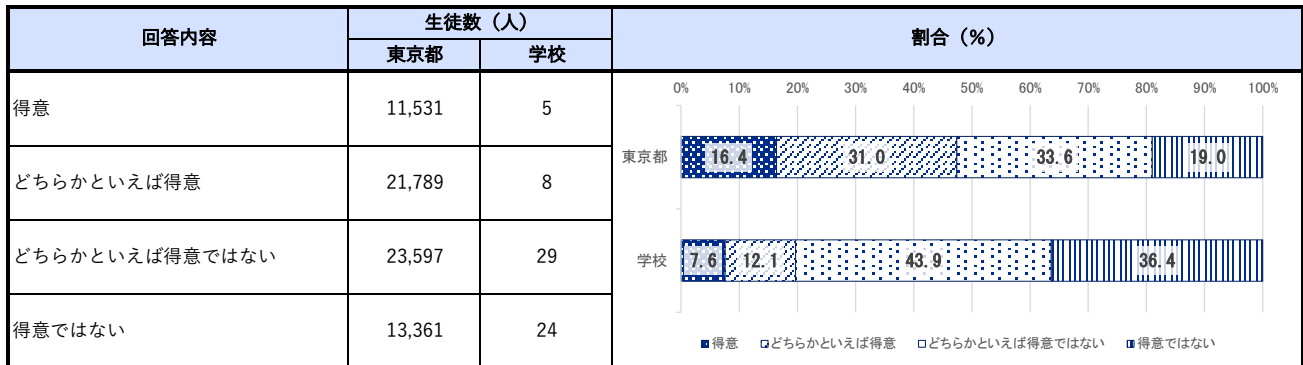 回答内容
生徒数（人）
割合（％）
東京都
学校
得意
11,531
5
どちらかといえば得意
21,789
8
どちらかといえば得意ではない
23,597
29
得意ではない
13,361
24
0% 10% 20% 30% 40% 50% 60% 70% 80% 90% 100%
東京都
16.4 31.0 33.6 19.0
学校
7.6 12.1 43.9 36.4
得意 どちらかといえば得意 どちらかといえば得意ではない 得意ではない